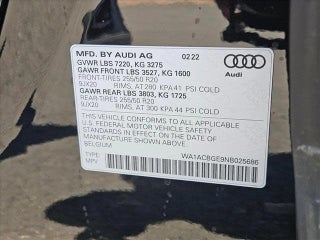 MFD. BY AUDI AG 02/22
GVWR LBS 7220, KG 3275
GAWR FRONT LBS 3527, KG 1600
FRONT-TIRES 255/50 R20
9JX20 RIMS, AT 280 KPA 41 PSI COLD
GAWR REAR LBS 3803, KG 1725
REAR-TIRES 255/50 R20
9JX20 RIMS, AT 300 KPA 44 PSI COLD
Audi
THIS VEHICLE CONFORMS TO ALL APPLICABLE
U.S. FEDERAL MOTOR VEHICLE SAFETY
STANDARDS IN EFFECT ON THE DATE OF
MANUFACTURE SHOWN ABOVE
BELGIUM
MPV
WA1ACBGE9NB025686